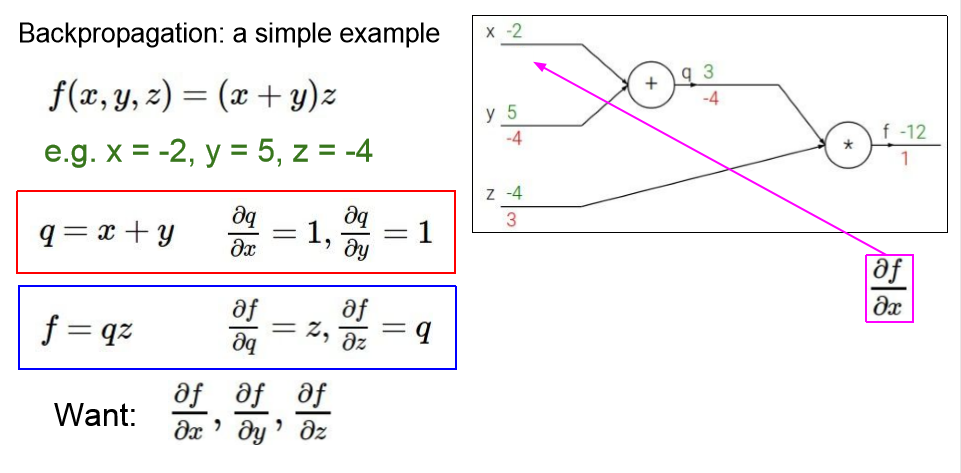 Backpropagation: a simple example
f(x, y, z) = (x + y)z
e.g. x = -2, y = 5, z = -4
q = x + y ∂q/∂x = 1, ∂q/∂y = 1
f = qz ∂f/∂q = z, ∂f/∂z = q
Want: ∂f/∂x, ∂f/∂y, ∂f/∂z
x -2
+
q 3
-4
y 5
-4
f -12
*
1
z -4
3
∂f/∂x